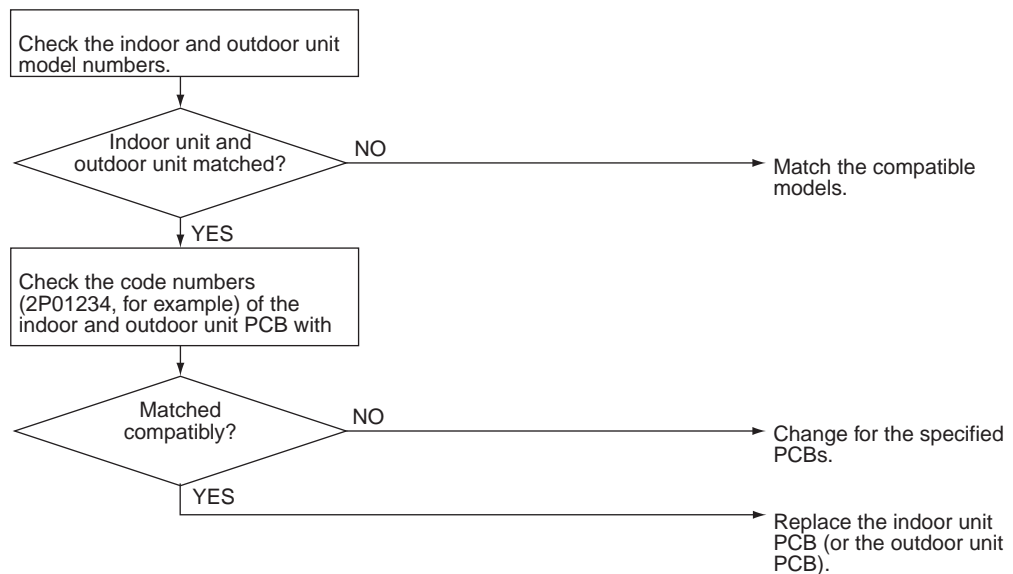 Check the indoor and outdoor unit
model numbers.
Indoor unit and
outdoor unit matched?
NO
Match the compatible
models.
YES
Check the code numbers
(2P01234, for example) of the
indoor and outdoor unit PCB with
Matched
compatibly?
NO
Change for the specified
PCBs.
YES
Replace the indoor unit
PCB (or the outdoor unit
PCB).